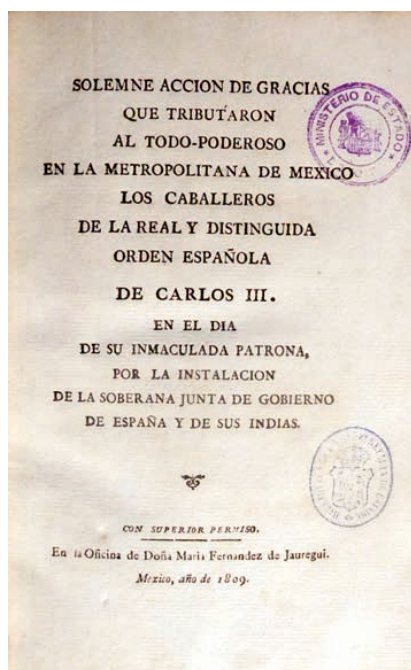 SOLEMNE ACCION DE GRACIAS
QUE TRIBUTARON
AL TODO-PODEROSO
EN LA METROPOLITANA DE MEXICO
LOS CABALLEROS
DE LA REAL Y DISTINGUIDA
ORDEN ESPAÑOLA
DE CARLOS III.
EN EL DIA
DE SU INMACULADA PATRONA,
POR LA INSTALACION
DE LA SOBERANA JUNTA DE GOBIERNO
DE ESPAÑA Y DE SUS INDIAS.
CON SUPERIOR PERMISO.
En la Oficina de Doña Maria Fernandez de Jauregui.
Mexico, año de 1809.
MINISTERIO DE ESTADO